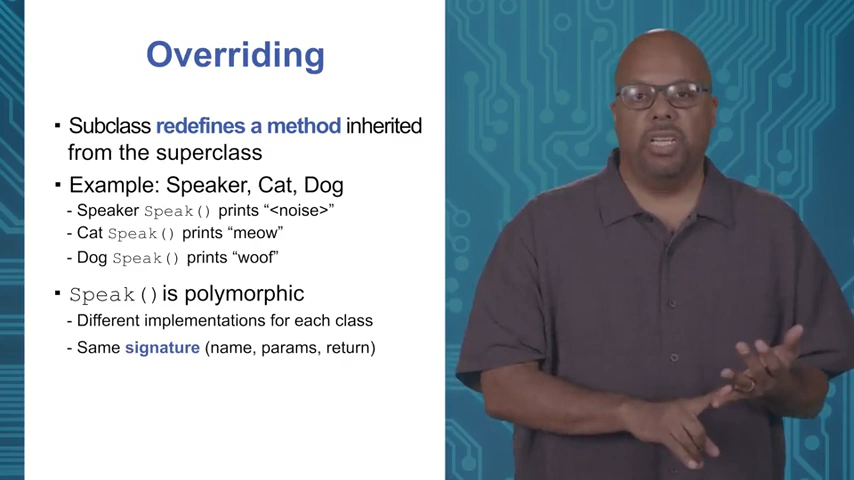 Overriding
▪ Subclass redefines a method inherited
from the superclass
▪ Example: Speaker, Cat, Dog
- Speaker Speak() prints “<noise>”
- Cat Speak() prints “meow”
- Dog Speak() prints “woof”
▪ Speak() is polymorphic
- Different implementations for each class
- Same signature (name, params, return)